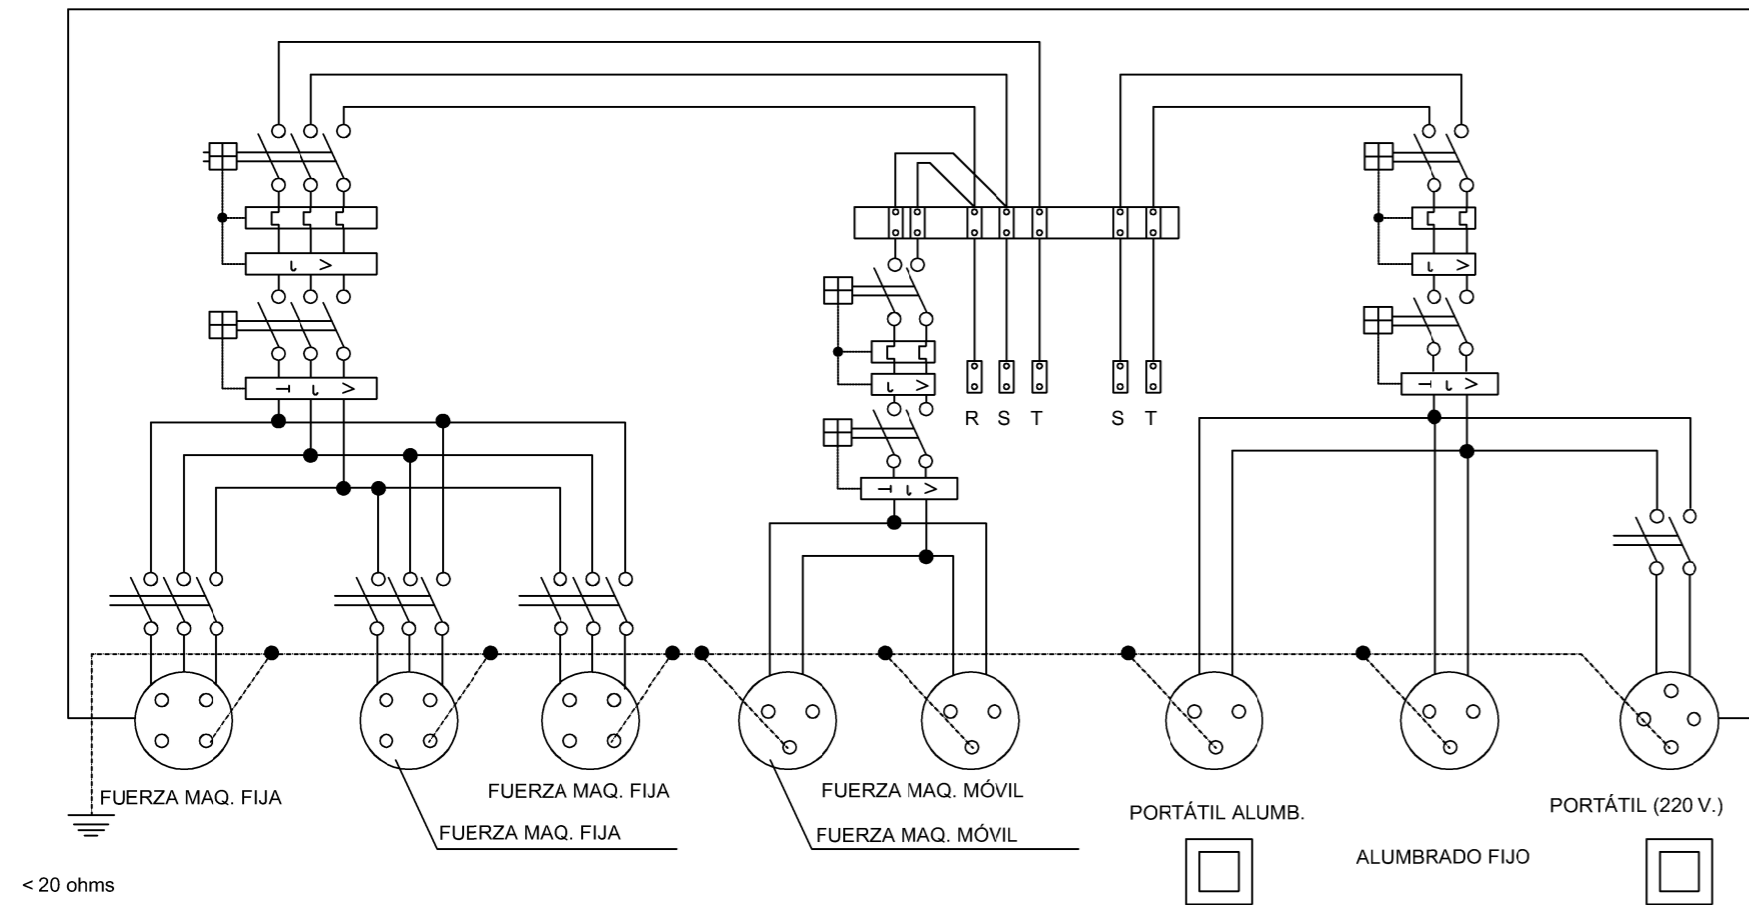 R S T S T
FUERZA MAQ. FIJA
FUERZA MAQ. FIJA
FUERZA MAQ. MÓVIL
PORTÁTIL ALUMB.
PORTÁTIL (220 V.)
FUERZA MAQ. FIJA
FUERZA MAQ. MÓVIL
ALUMBRADO FIJO
< 20 ohms